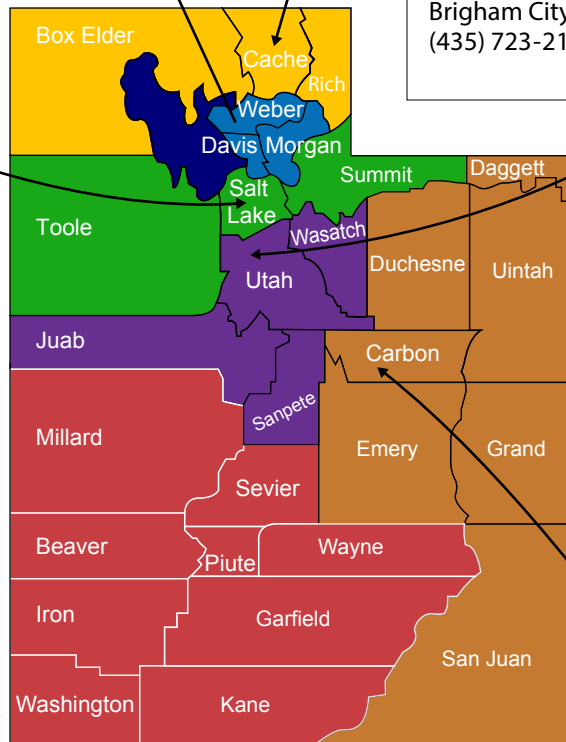 Brigham City
(435) 723-21
Box Elder
Cache
Rich
Weber
Davis
Morgan
Summit
Daggett
Salt
Lake
Toole
Wasatch
Duchesne
Uintah
Utah
Juab
Carbon
Sanpete
Millard
Emery
Grand
Sevier
Beaver
Piute
Wayne
Iron
Garfield
San Juan
Washington
Kane